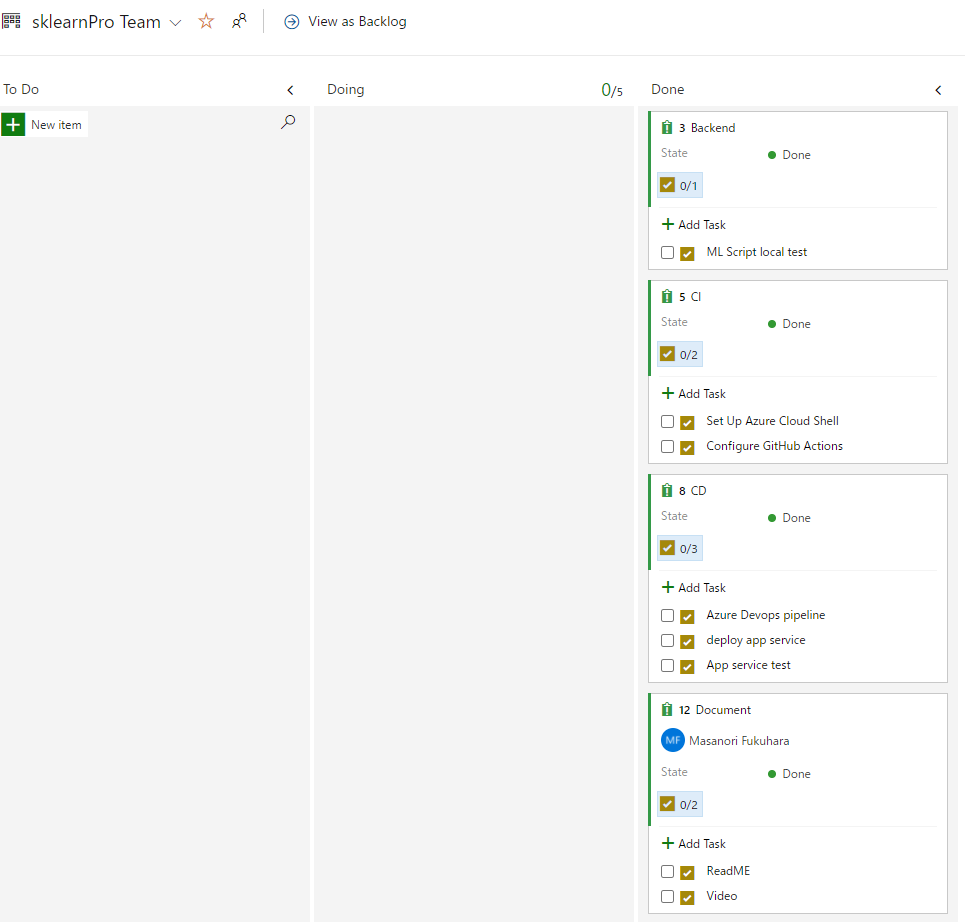 sklearnPro Team
View as Backlog
To Do
New item
Doing
0/5
Done
3 Backend
State Done
0/1
Add Task
ML Script local test
5 CI
State Done
0/2
Add Task
Set Up Azure Cloud Shell
Configure GitHub Actions
8 CD
State Done
0/3
Add Task
Azure Devops pipeline
deploy app service
App service test
12 Document
MF Masanori Fukuhara
State Done
0/2
Add Task
ReadME
Video